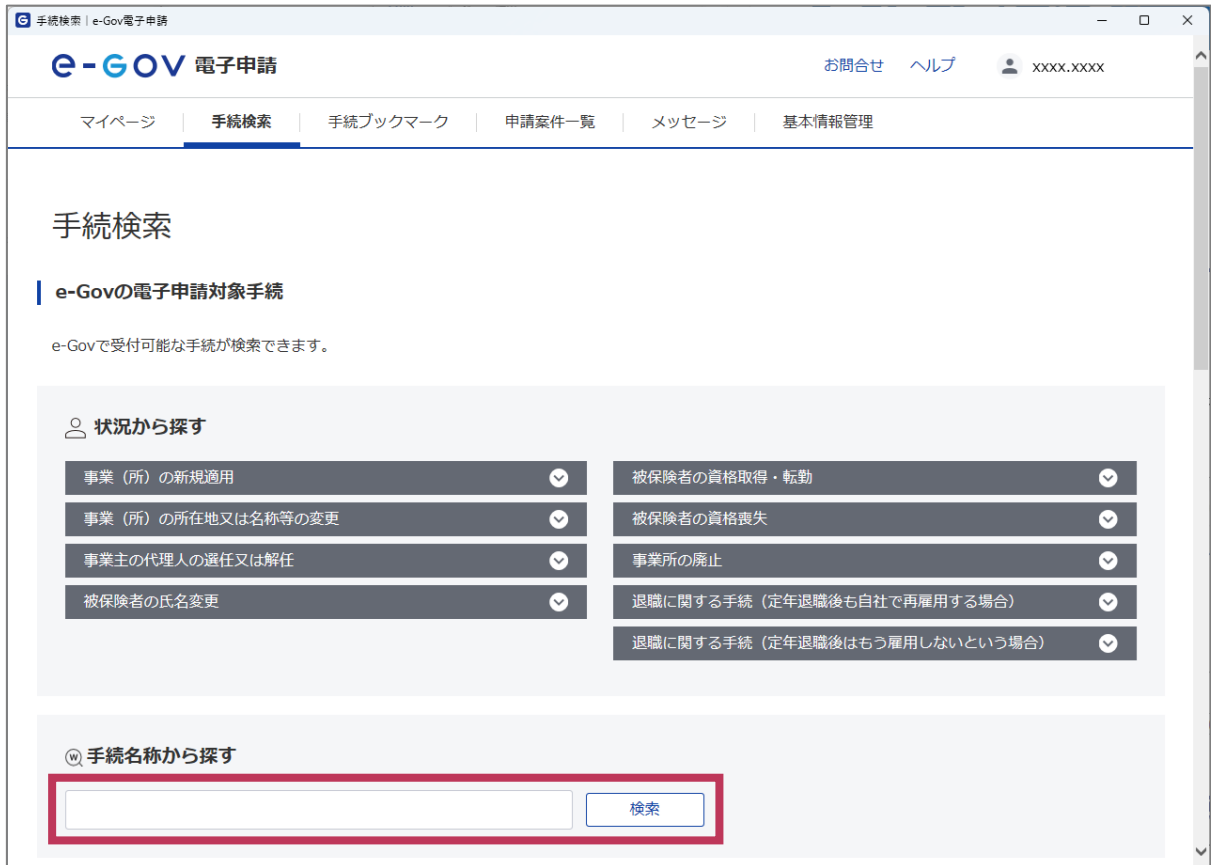 手続検索 | e-Gov電子申請
e-GOV 電子申請
お問合せ ヘルプ xxxx.xxxx
マイページ 手続検索 手続ブックマーク 申請案件一覧 メッセージ 基本情報管理
手続検索
e-Govの電子申請対象手続
e-Govで受付可能な手続が検索できます。
状況から探す
事業（所）の新規適用
事業（所）の所在地又は名称等の変更
事業主の代理人の選任又は解任
被保険者の氏名変更
被保険者の資格取得・転勤
被保険者の資格喪失
事業所の廃止
退職に関する手続（定年退職後も自社で再雇用する場合）
退職に関する手続（定年退職後はもう雇用しないという場合）
手続名称から探す
検索